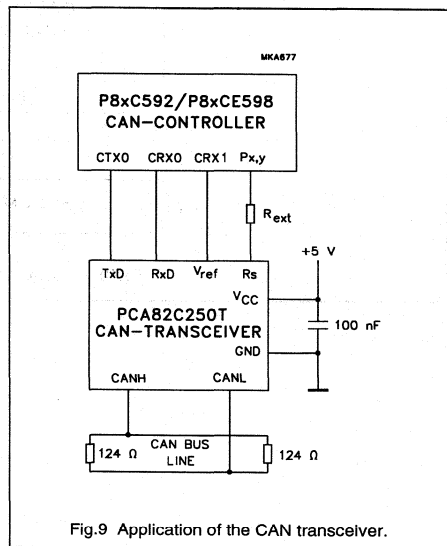 MKA677
P8xC592/P8xCE598
CAN-CONTROLLER
CTX0 CRX0 CRX1 Px,y
Rext
+5 V
TxD RxD Vref Rs
VCC
PCA82C250T
CAN-TRANSCEIVER
100 nF
GND
CANH CANL
CAN BUS
LINE
124 Ω 124 Ω
Fig.9 Application of the CAN transceiver.